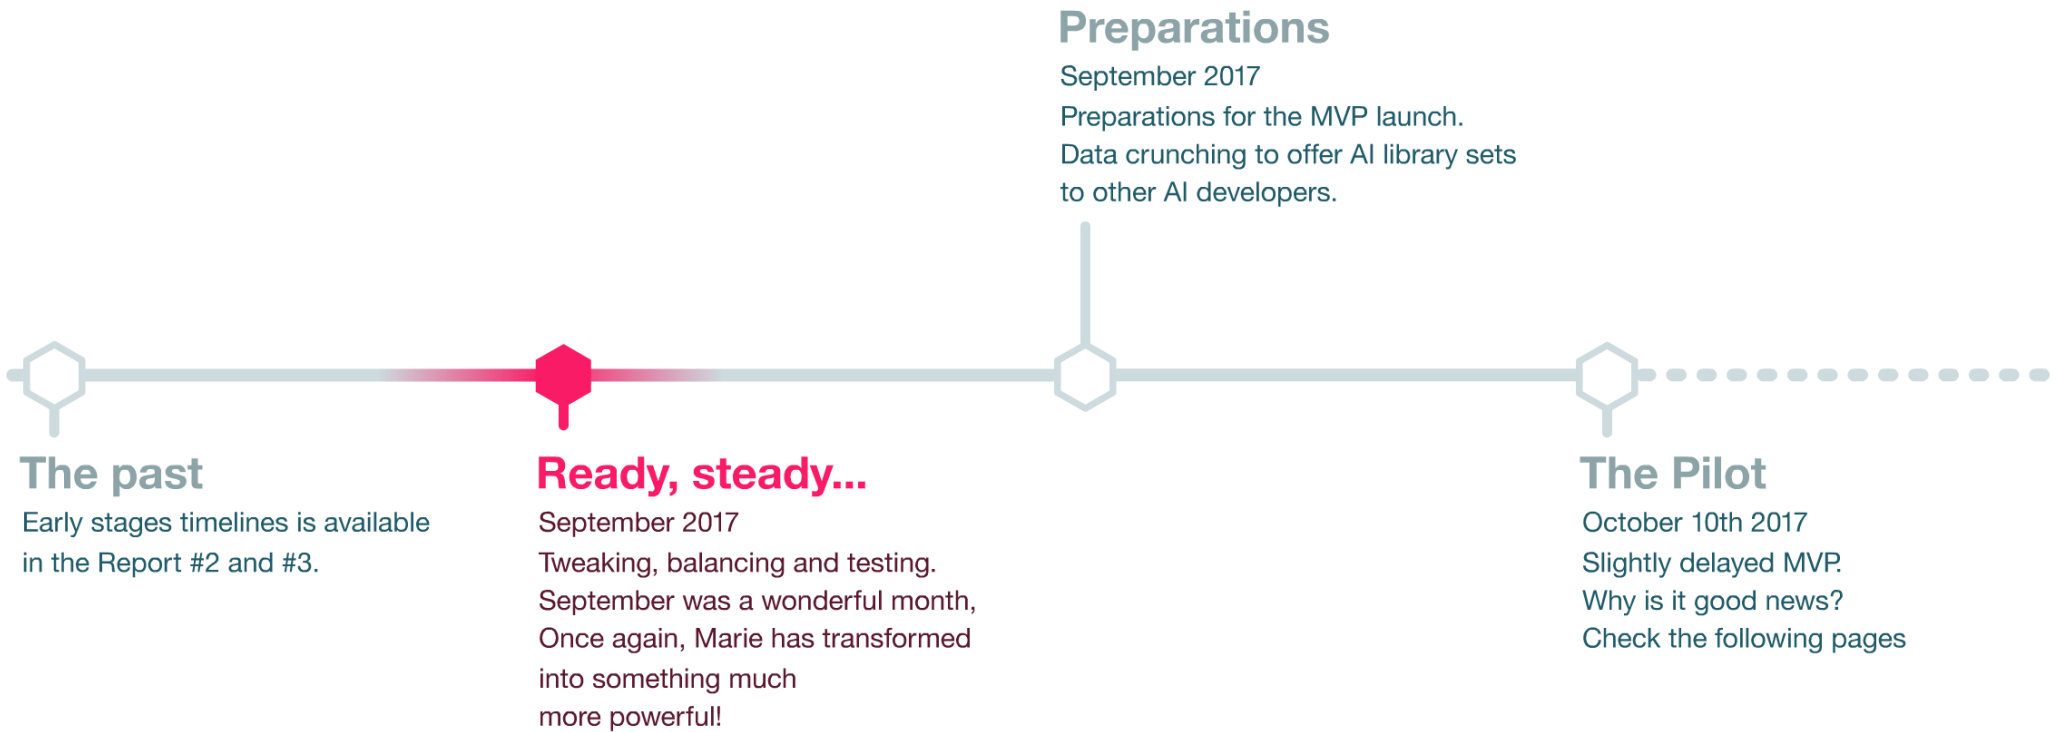 The past
Early stages timelines is available
in the Report #2 and #3.
Ready, steady...
September 2017
Tweaking, balancing and testing.
September was a wonderful month,
Once again, Marie has transformed
into something much
more powerful!
Preparations
September 2017
Preparations for the MVP launch.
Data crunching to offer AI library sets
to other AI developers.
The Pilot
October 10th 2017
Slightly delayed MVP.
Why is it good news?
Check the following pages